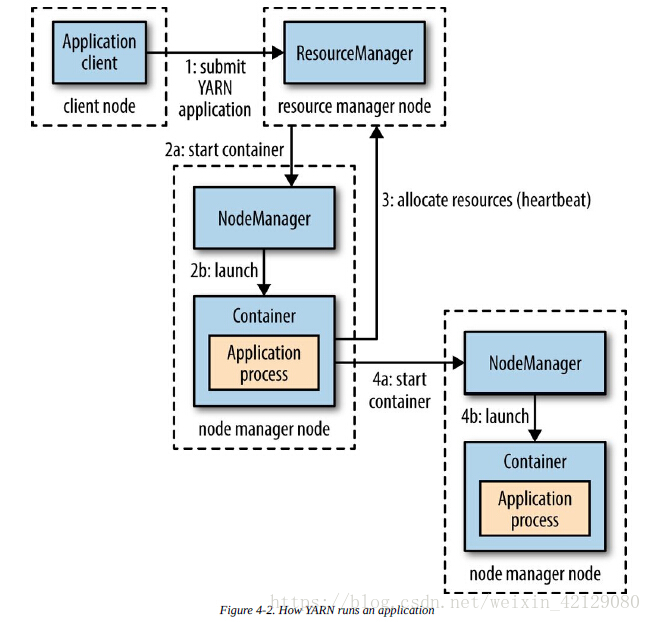 Application
client
client node
1: submit
YARN
application
ResourceManager
resource manager node
2a: start container
NodeManager
2b: launch
Container
Application
process
node manager node
3: allocate resources (heartbeat)
4a: start
container
NodeManager
4b: launch
Container
Application
process
node manager node
https://blog.csdn.net/weixin_42129080
Figure 4-2. How YARN runs an application